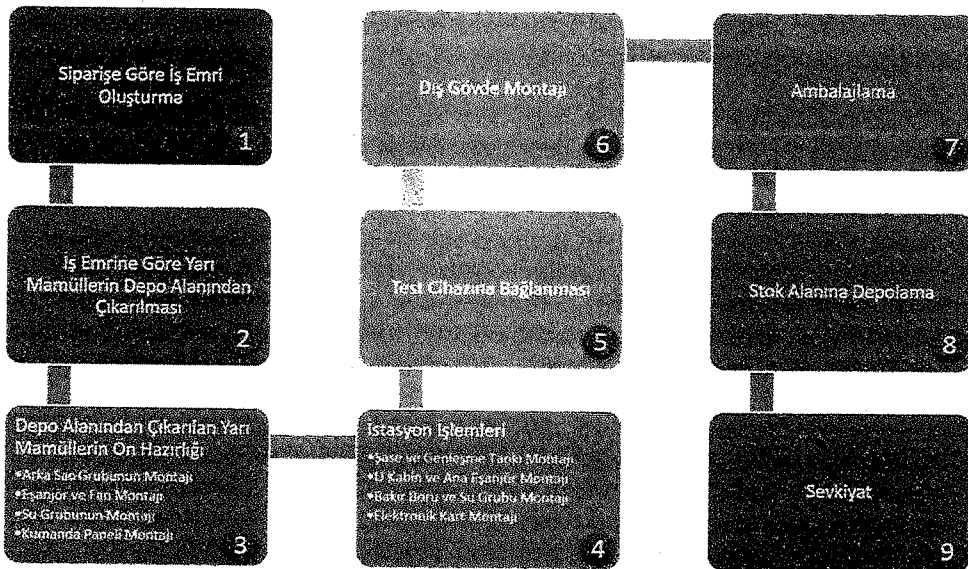 Siparişe Göre İş Emri
Oluşturma
1
İş Emrine Göre Yarı
Mamüllerin Depo Alanından
Çıkarılması
2
Depo Alanından Çıkarılan Yarı
Mamüllerin Ön Hazırlığı
•Arka Sac Grubunun Montajı
•Eşanjör ve Fan Montajı
•Su Grubunun Montajı
•Kumanda Paneli Montajı
3
İstasyon İşlemleri
•Şase ve Genleşme Tankı Montajı
•U Kabin ve Ana Eşanjör Montajı
•Bakır Boru ve Su Grubu Montajı
•Elektronik Kart Montajı
4
Test Cihazına Bağlanması
5
Dış Gövde Montajı
6
Ambalajlama
7
Stok Alanına Depolama
8
Sevkiyat
9